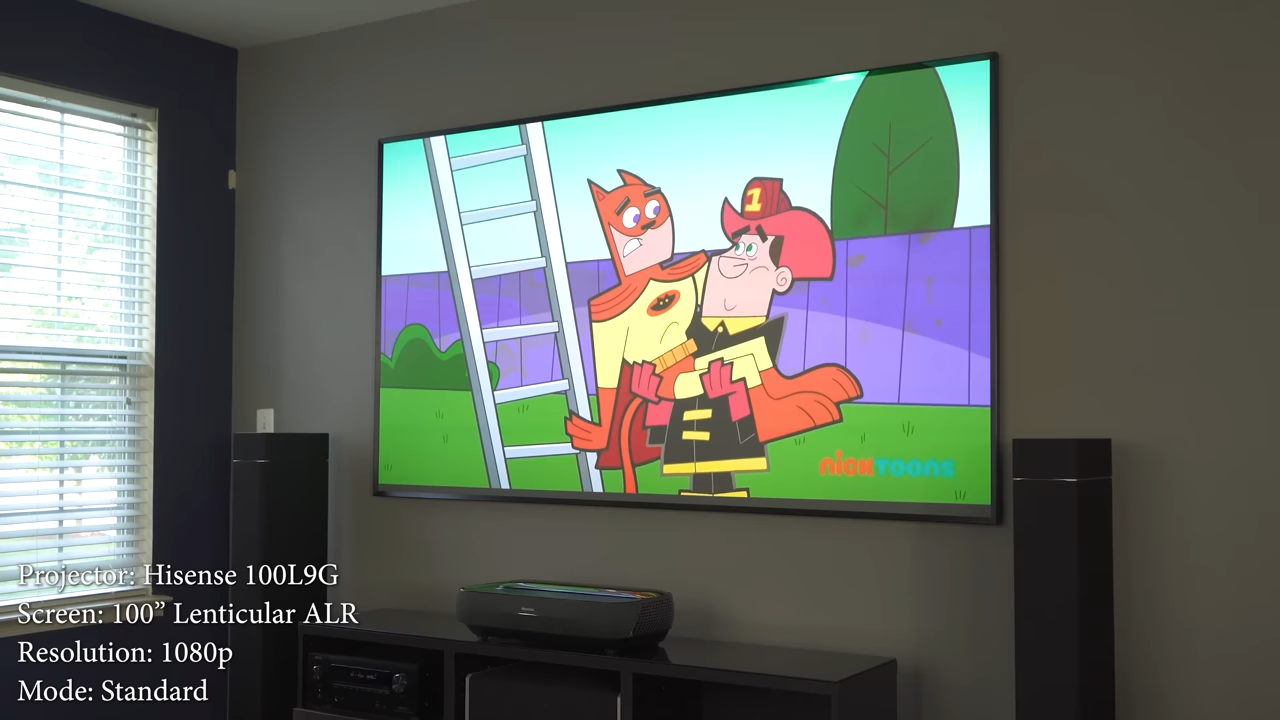 1
nickToons
Projector: Hisense 100L9G
Screen: 100” Lenticular ALR
Resolution: 1080p
Mode: Standard